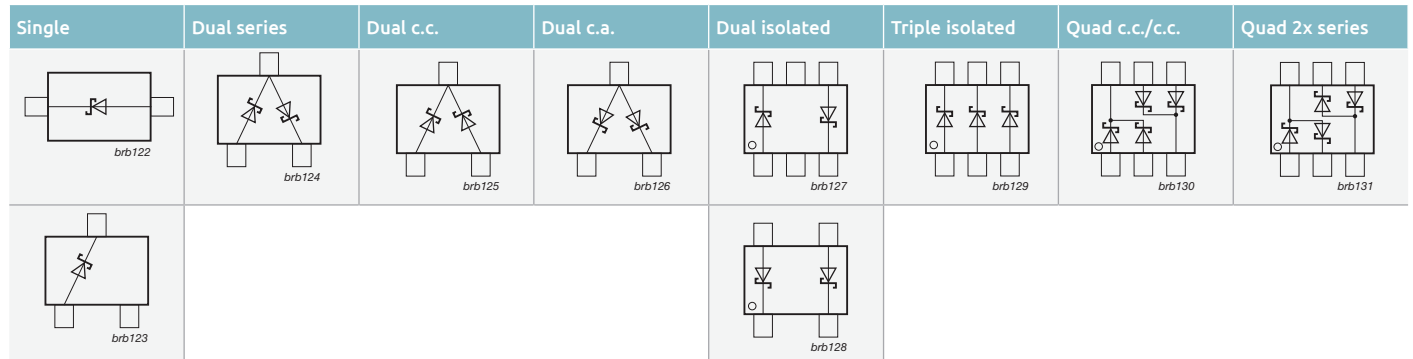 Single
Dual series
Dual c.c.
Dual c.a.
Dual isolated
Triple isolated
Quad c.c./c.c.
Quad 2x series
brb122
brb124
brb125
brb126
brb127
brb129
brb130
brb131
brb123
brb128